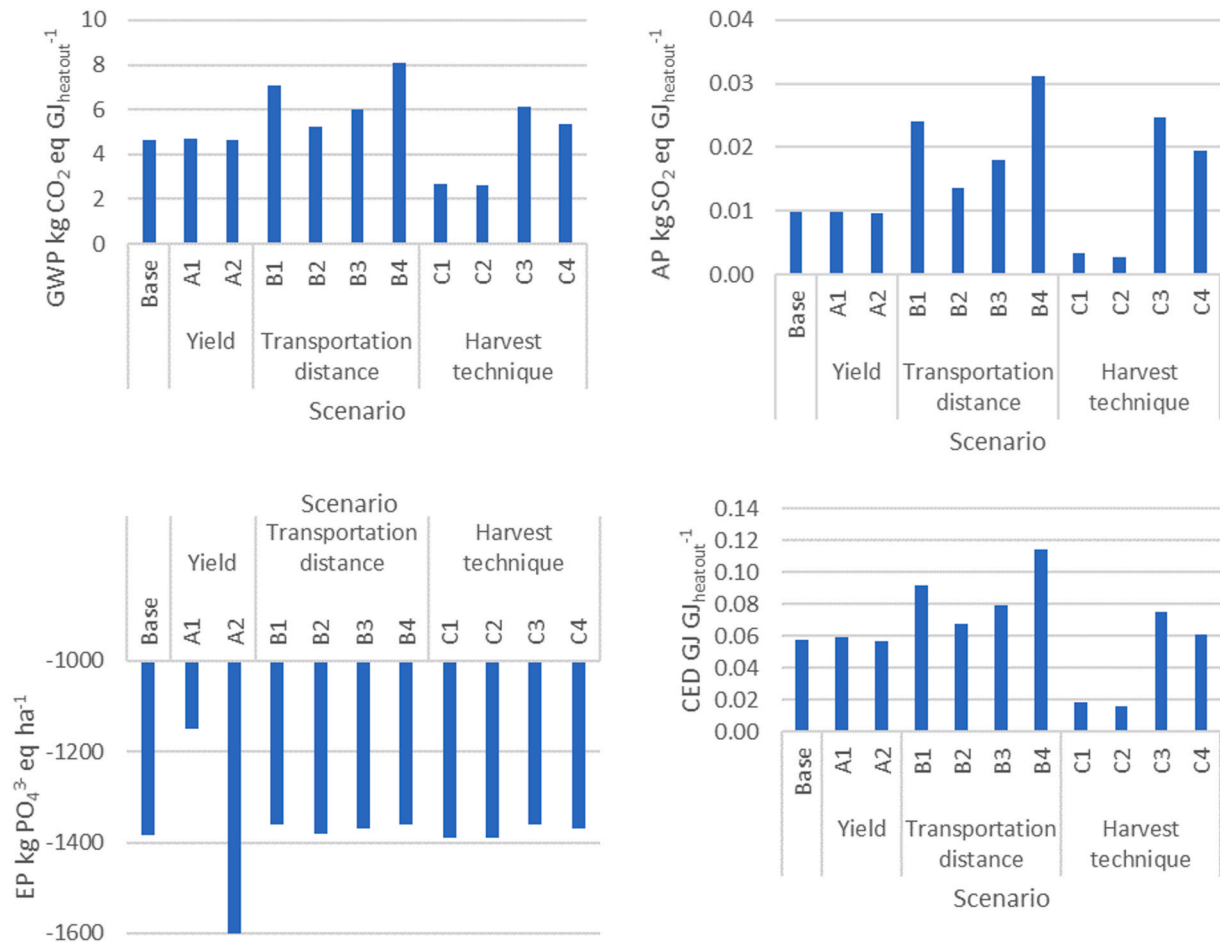 10
8
6
4
2
0
GWP kg CO₂ eq GJheatout⁻¹
Base
A1
A2
B1
B2
B3
B4
C1
C2
C3
C4
Yield
Transportation
distance
Harvest
technique
Scenario
0.04
0.03
0.02
0.01
0.00
AP kg SO₂ eq GJheatout⁻¹
Base
A1
A2
B1
B2
B3
B4
C1
C2
C3
C4
Yield
Transportation
distance
Harvest
technique
Scenario
Scenario
Transportation
distance
Harvest
technique
Yield
Base
A1
A2
B1
B2
B3
B4
C1
C2
C3
C4
-1000
-1200
-1400
-1600
EP kg PO₄³⁻ eq ha⁻¹
0.14
0.12
0.10
0.08
0.06
0.04
0.02
0.00
CED GJ GJheatout⁻¹
Base
A1
A2
B1
B2
B3
B4
C1
C2
C3
C4
Yield
Transportation
distance
Harvest
technique
Scenario